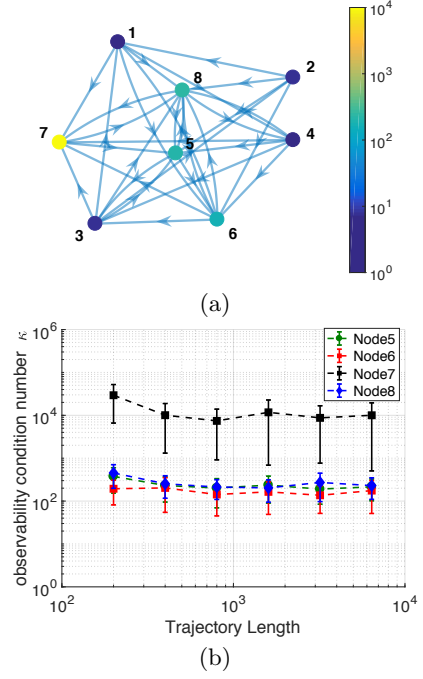 1
2
3
4
5
6
7
8
10^4
10^3
10^2
10^1
10^0
(a)
observability condition number κ
10^6
10^4
10^2
10^0
Node5
Node6
Node7
Node8
10^2
10^3
10^4
Trajectory Length
(b)